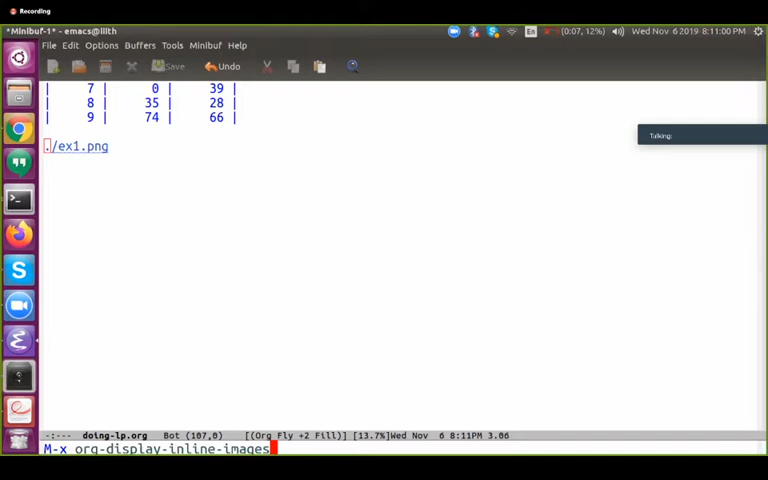 Recording
*Minibuf-1* - emacs@lilith
En
(0:07, 12%)
Wed Nov 6 2019 8:11:00 PM
File Edit Options Buffers Tools Minibuf Help
Save
Undo
| 7 | 0 | 39 |
| 8 | 35 | 28 |
| 9 | 74 | 66 |
Talking:
./ex1.png
-:--- doing-lp.org Bot (107,0) [(Org Fly +2 Fill)] [13.7%]Wed Nov 6 8:11PM 3.06
M-x org-display-inline-images